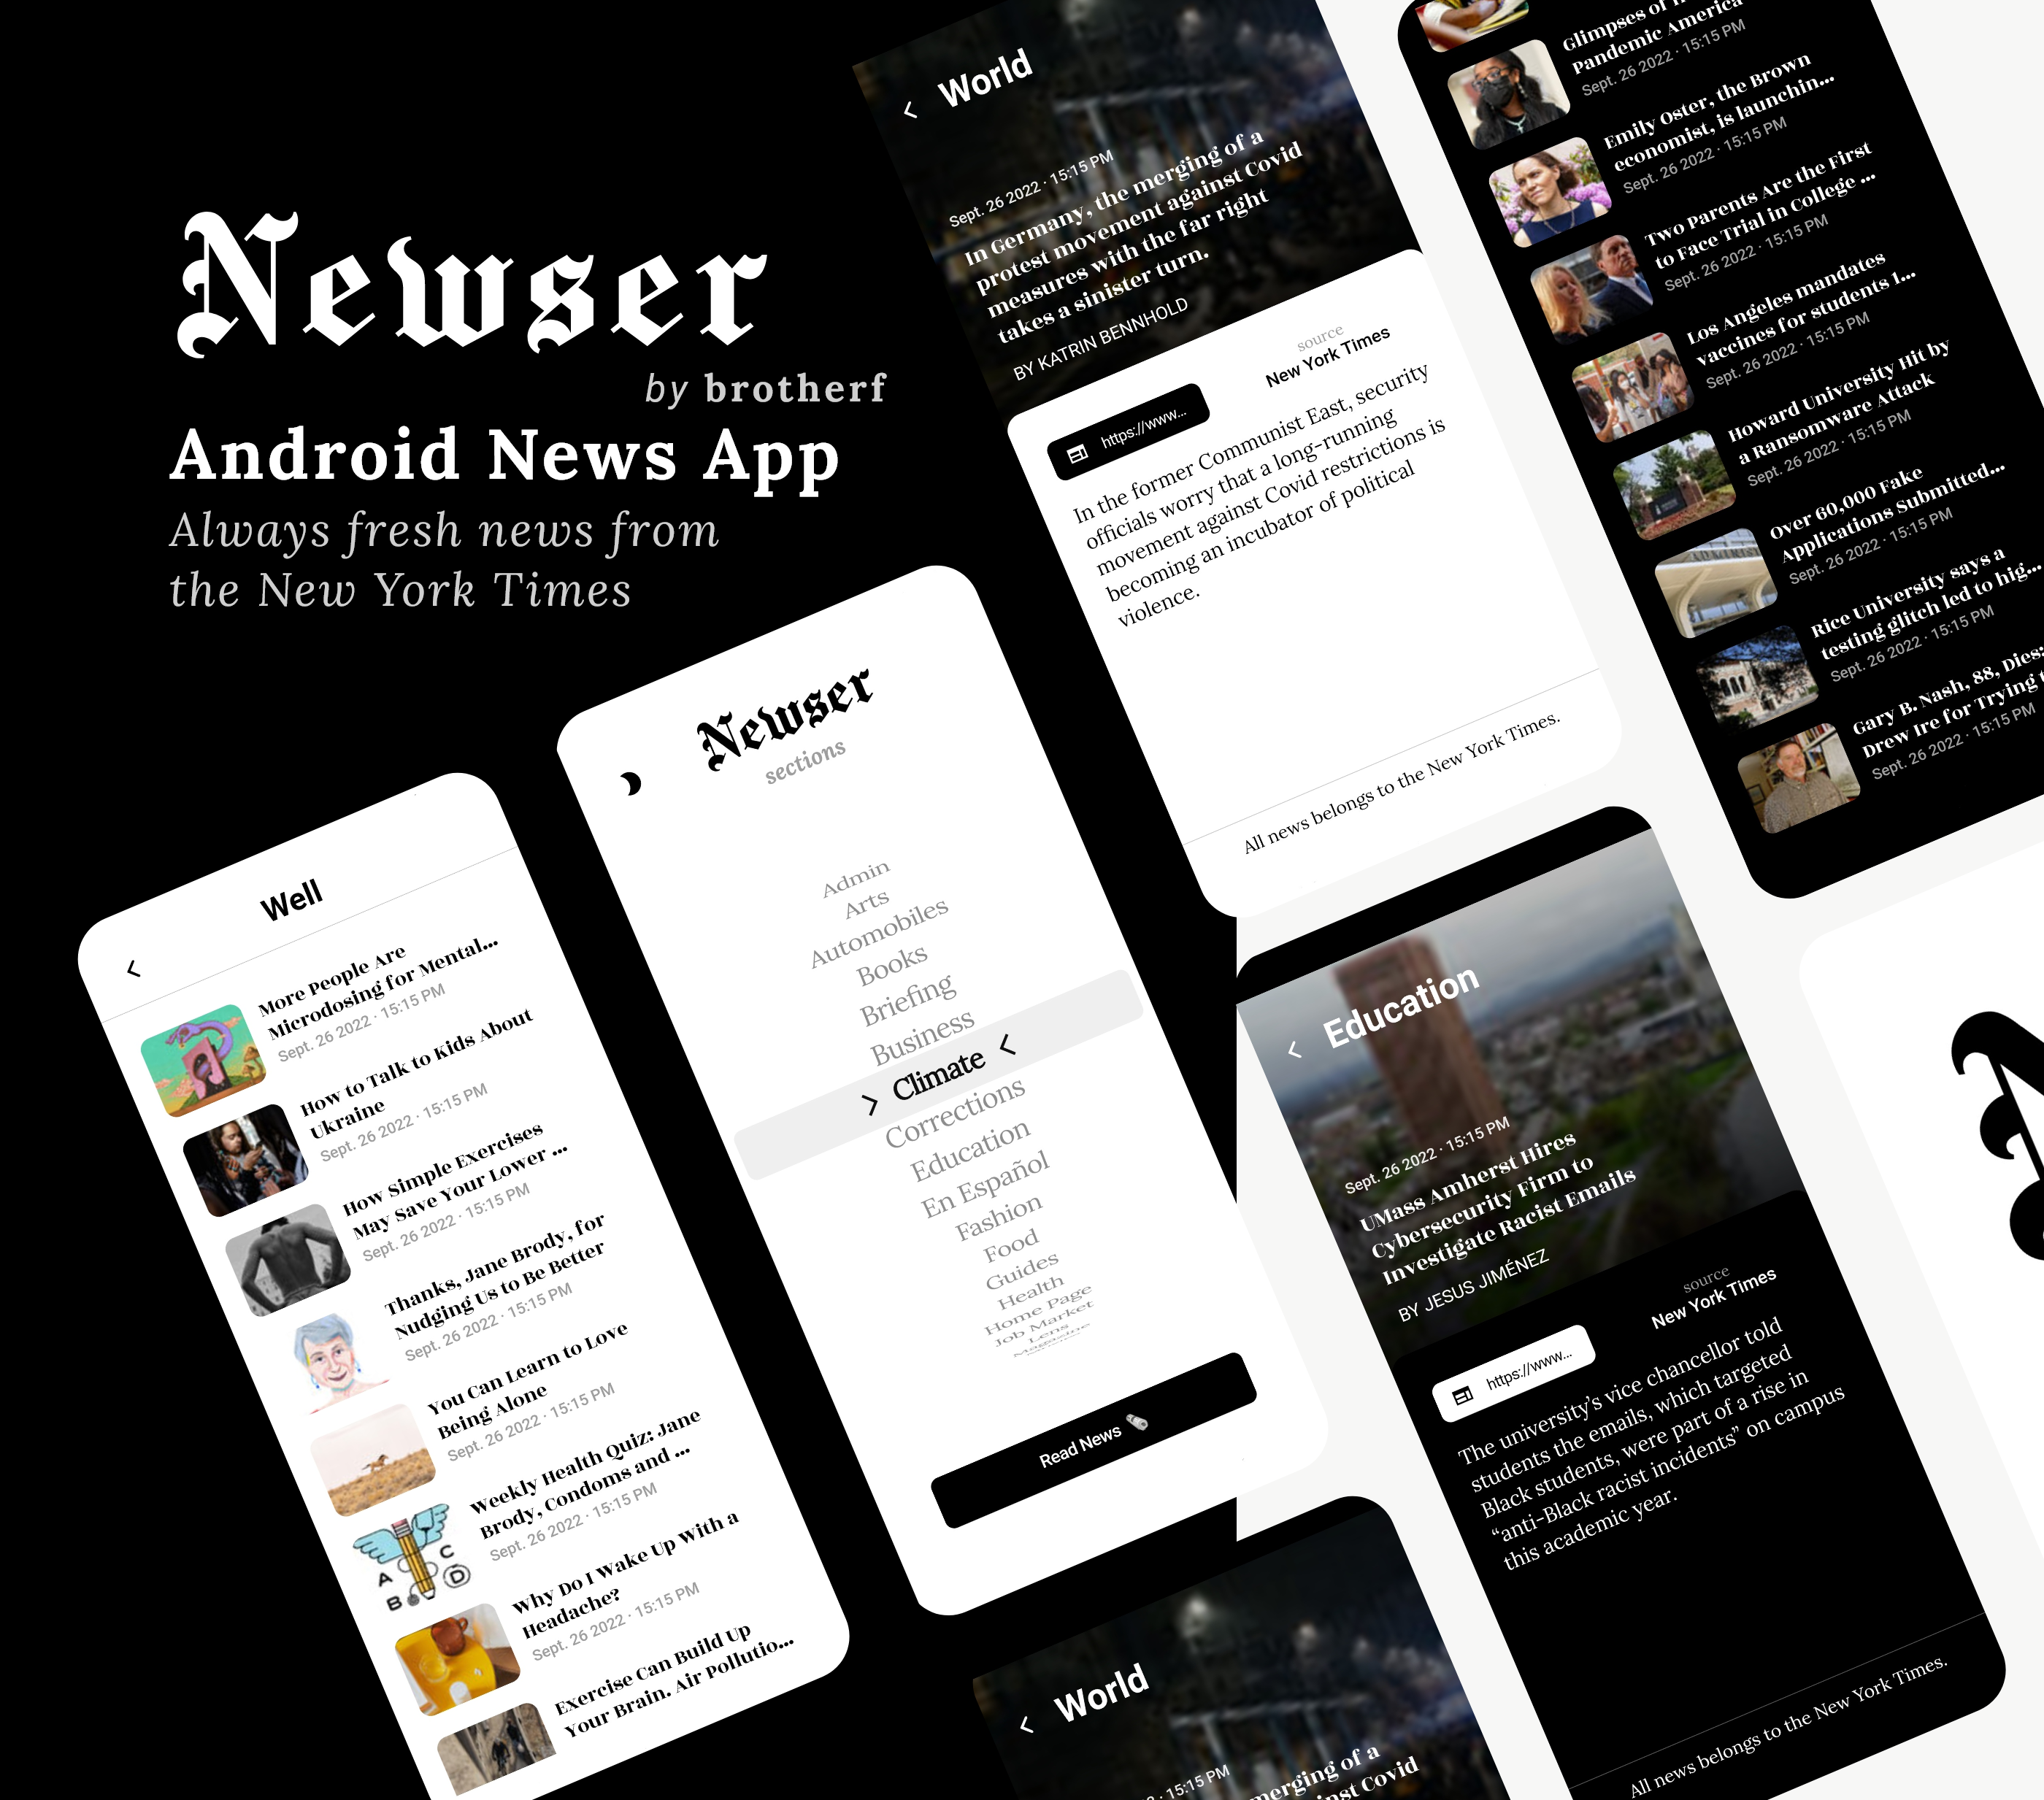 Newser
by brotherf
Android News App
Always fresh news from
the New York Times
Well
More People Are
Microdosing for Mental...
Sept. 26 2022 · 15:15 PM
How to Talk to Kids About
Ukraine
Sept. 26 2022 · 15:15 PM
How Simple Exercises
May Save Your Lower ...
Sept. 26 2022 · 15:15 PM
Thanks, Jane Brody, for
Nudging Us to Be Better
Sept. 26 2022 · 15:15 PM
You Can Learn to Love
Being Alone
Sept. 26 2022 · 15:15 PM
Weekly Health Quiz: Jane
Brody, Condoms and ...
Sept. 26 2022 · 15:15 PM
A
B
C
D
Why Do I Wake Up With a
Headache?
Sept. 26 2022 · 15:15 PM
Exercise Can Build Up
Your Brain. Air Pollutio...
Newser
sections
Admin
Arts
Automobiles
Books
Briefing
Business
> Climate <
Corrections
Education
En Español
Fashion
Food
Guides
Health
Home Page
Job Market
Lens
Magazine
Read News
World
Sept. 26 2022 · 15:15 PM
In Germany, the merging of a
protest movement against Covid
measures with the far right
takes a sinister turn.
BY KATRIN BENNHOLD
source
New York Times
https://www...
In the former Communist East, security
officials worry that a long-running
movement against Covid restrictions is
becoming an incubator of political
violence.
All news belongs to the New York Times.
World
: 15:15 PM
merging of a
inst Covid
Glimpses of
Pandemic America
Sept. 26 2022 · 15:15 PM
Emily Oster, the Brown
economist, is launchin...
Sept. 26 2022 · 15:15 PM
Two Parents Are the First
to Face Trial in College ...
Sept. 26 2022 · 15:15 PM
Los Angeles mandates
vaccines for students 1...
Sept. 26 2022 · 15:15 PM
Howard University Hit by
a Ransomware Attack
Sept. 26 2022 · 15:15 PM
Over 60,000 Fake
Applications Submitted...
Sept. 26 2022 · 15:15 PM
Rice University says a
testing glitch led to hig...
Sept. 26 2022 · 15:15 PM
Gary B. Nash, 88, Dies:
Drew Ire for Trying t
Sept. 26 2022 · 15:15 PM
Education
Sept. 26 2022 · 15:15 PM
UMass Amherst Hires
Cybersecurity Firm to
Investigate Racist Emails
BY JESUS JIMÉNEZ
source
New York Times
https://www...
The university's vice chancellor told
students the emails, which targeted
Black students, were part of a rise in
“anti-Black racist incidents” on campus
this academic year.
All news belongs to the New York Times.